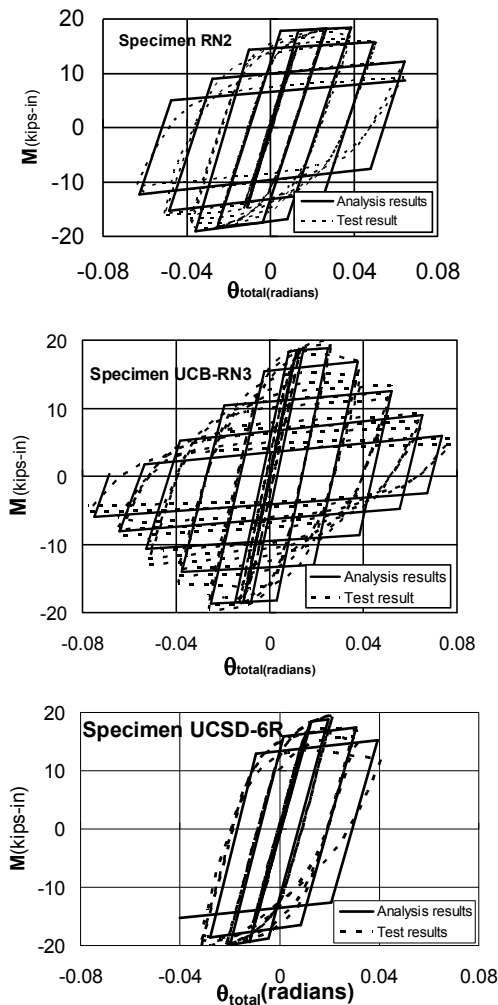 Specimen RN2
M(kips-in)
20
10
0
-10
-20
Analysis results
Test result
-0.08 -0.04 0 0.04 0.08
θtotal(radians)
Specimen UCB-RN3
M(kips-in)
20
10
0
-10
-20
Analysis results
Test result
-0.08 -0.04 0 0.04 0.08
θtotal(radians)
Specimen UCSD-6R
M(kips-in)
20
10
0
-10
-20
Analysis results
Test results
-0.08 -0.04 0 0.04 0.08
θtotal(radians)